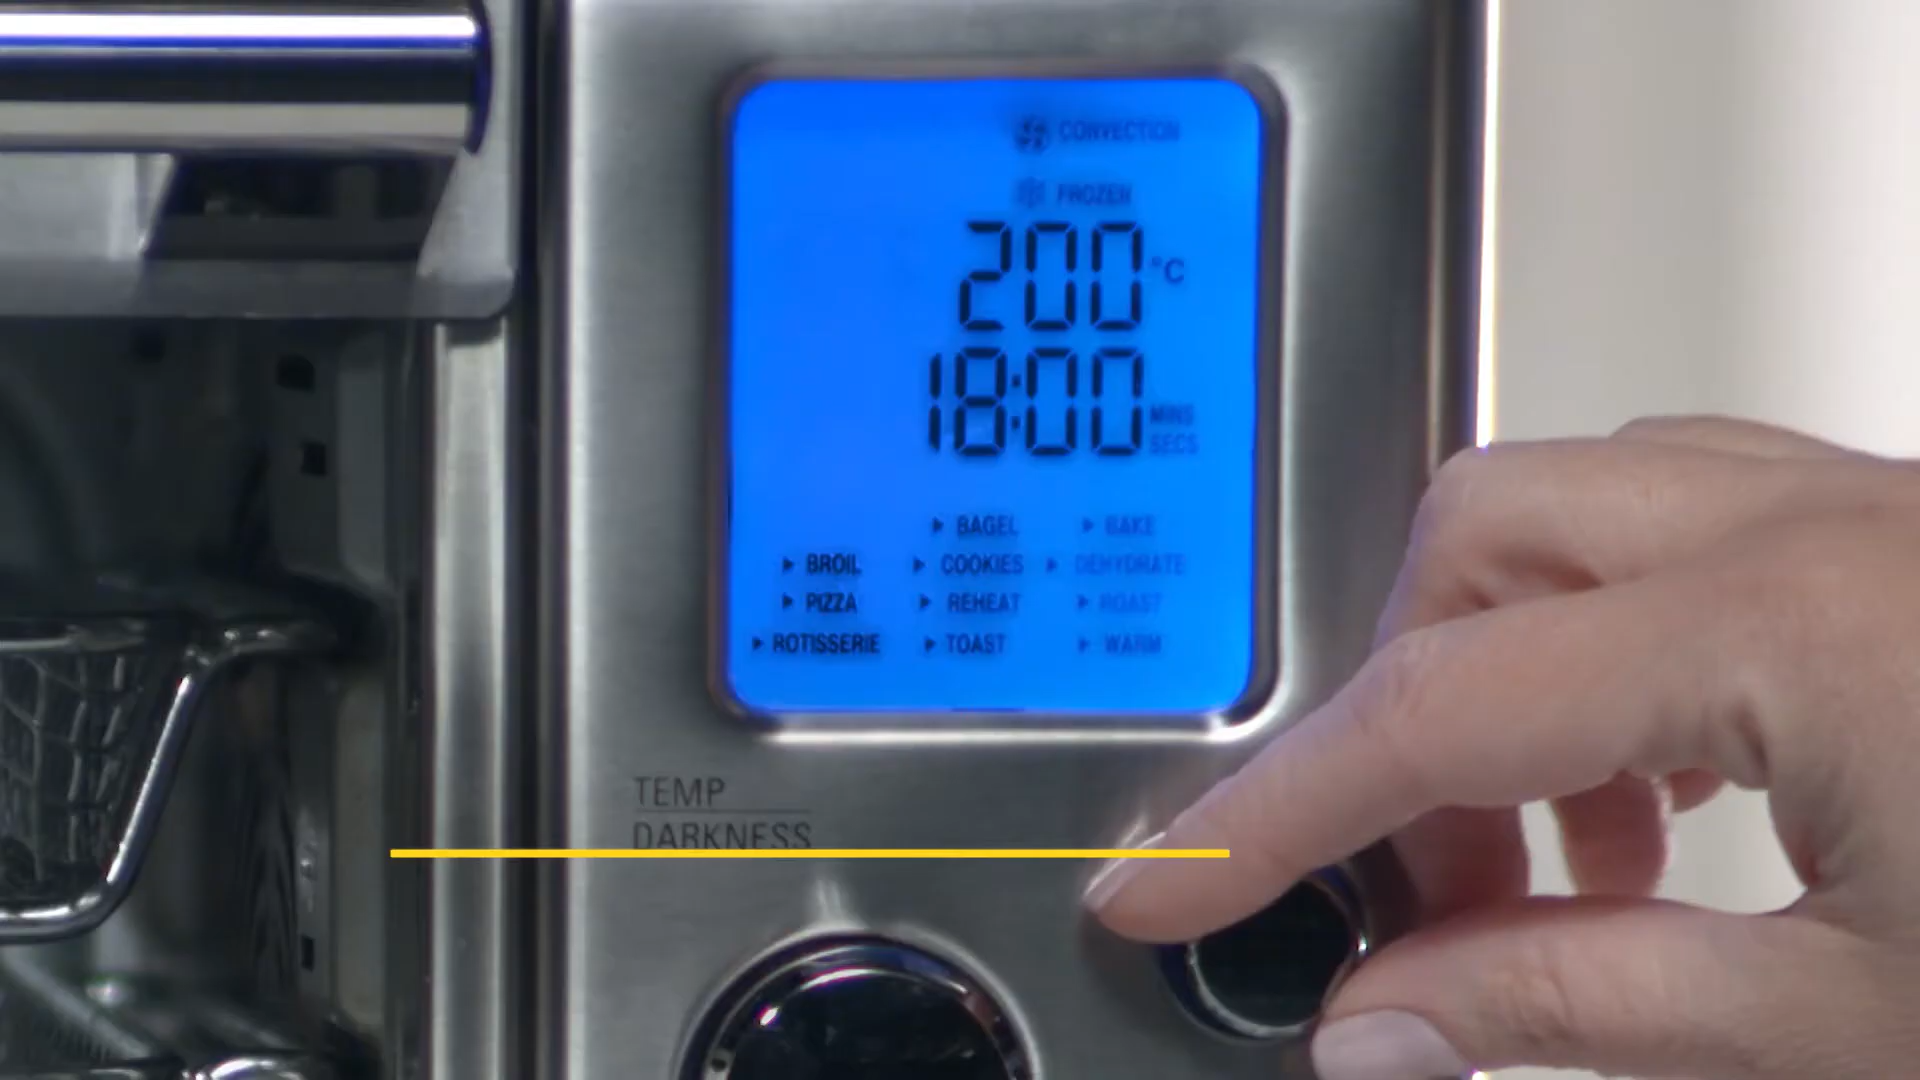 CONVECTION
FROZEN
200 °C
18:00 MINS SECS
BAGEL BAKE
BROIL COOKIES DEHYDRATE
PIZZA REHEAT ROAST
ROTISSERIE TOAST WARM
TEMP
DARKNESS